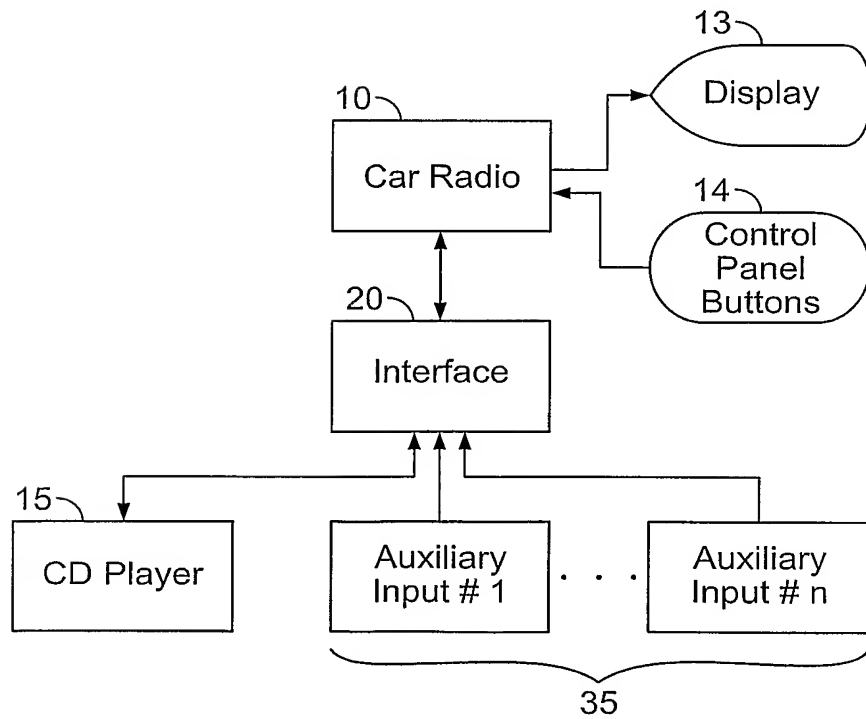 13
Display
10
Car Radio
14
Control
Panel
Buttons
20
Interface
15
CD Player
Auxiliary
Input # 1
. . .
Auxiliary
Input # n
35